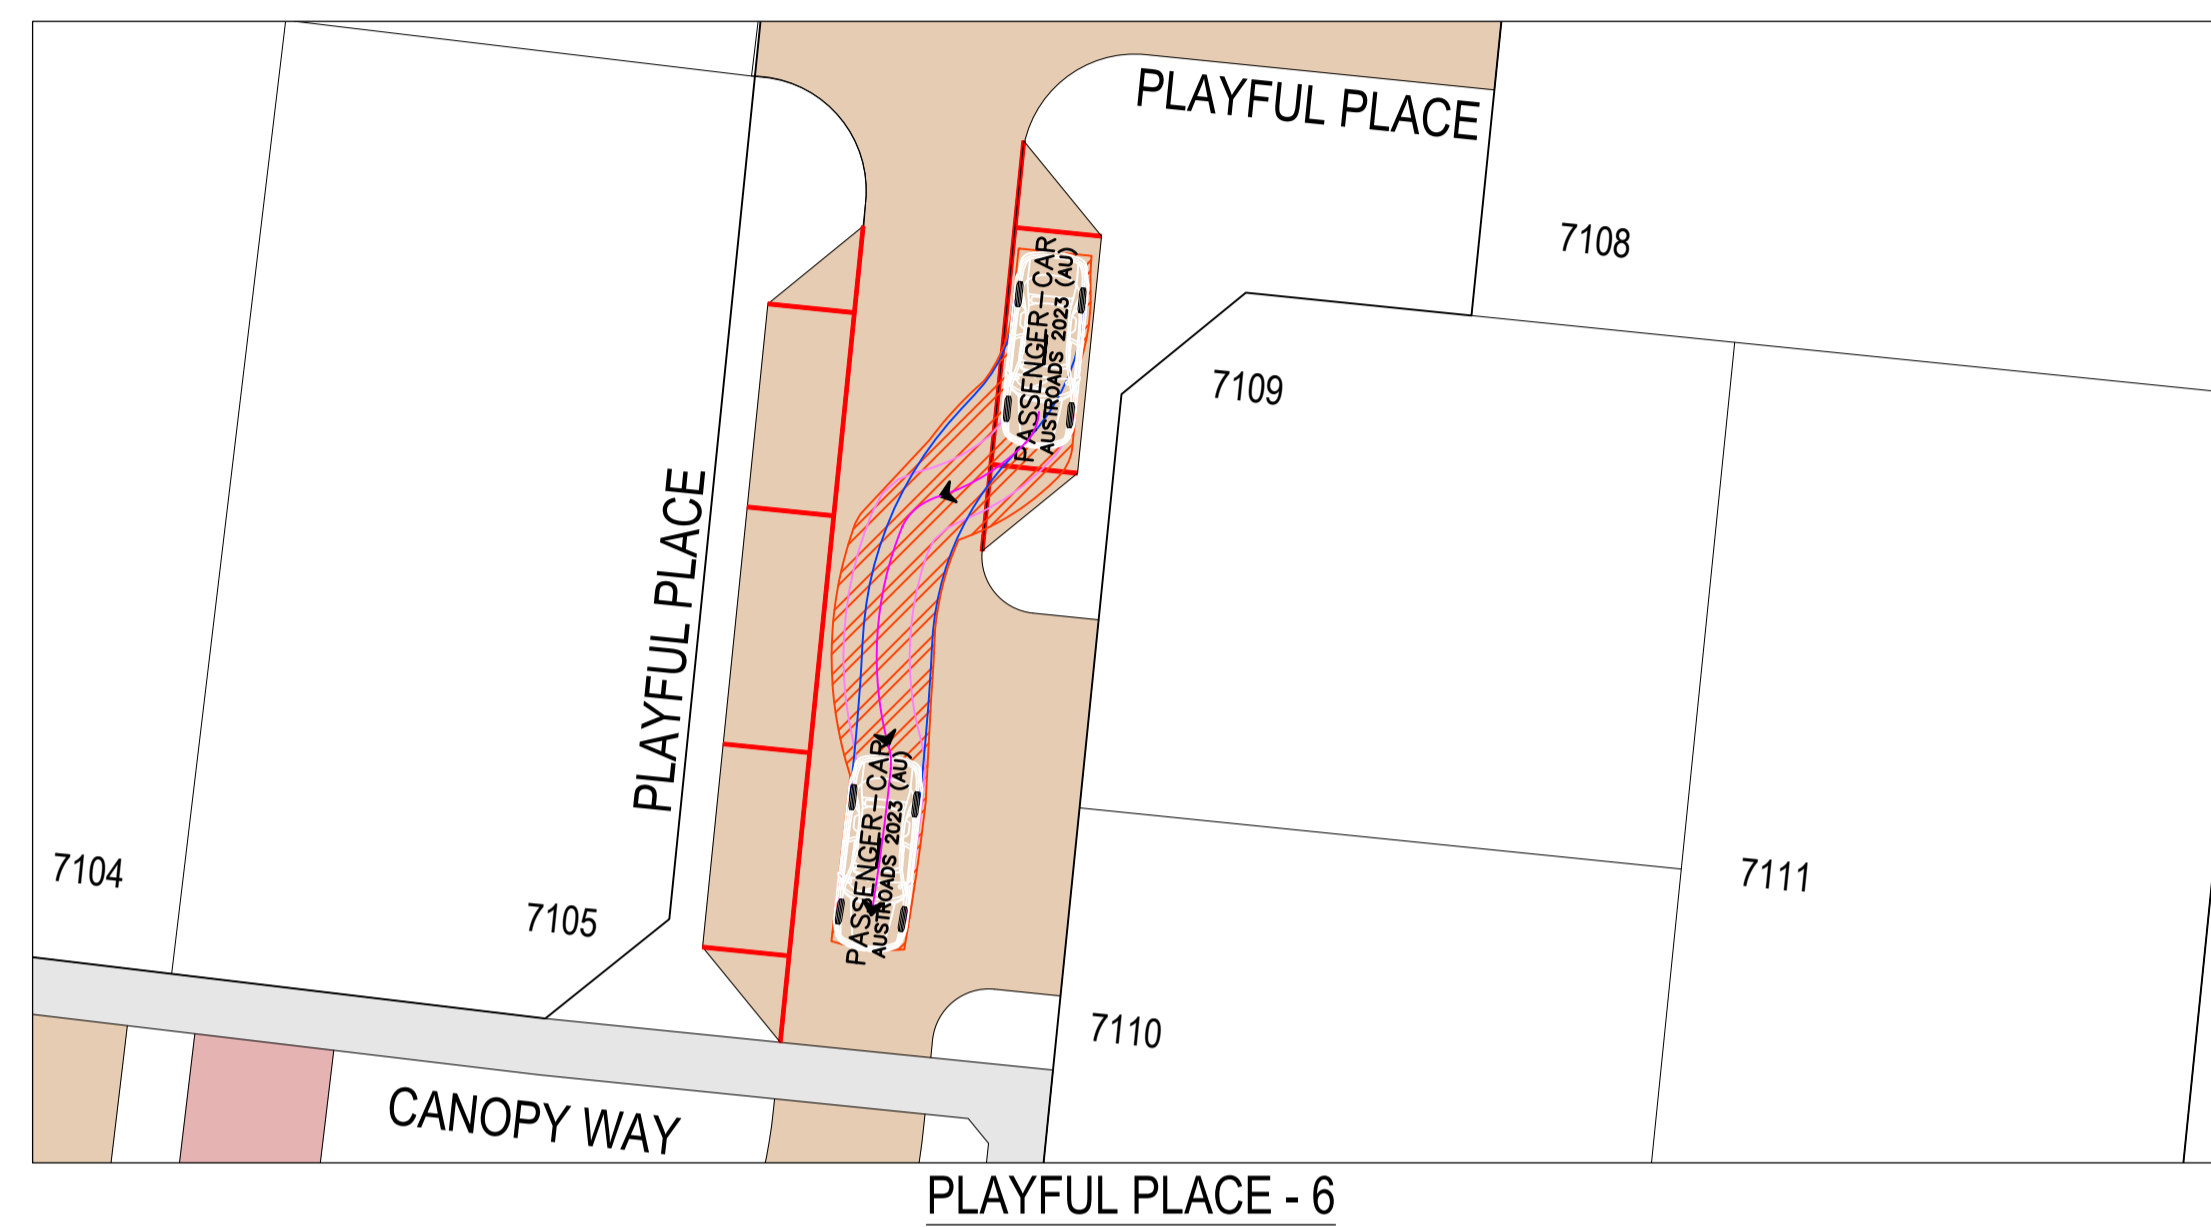 PLAYFUL PLACE
7108
PASSENGER-CAR
AUSTROADS 2023 (AU)
7109
PLAYFUL PLACE
PASSENGER-CAR
AUSTROADS 2023 (AU)
7104
7105
7111
7110
CANOPY WAY
PLAYFUL PLACE - 6